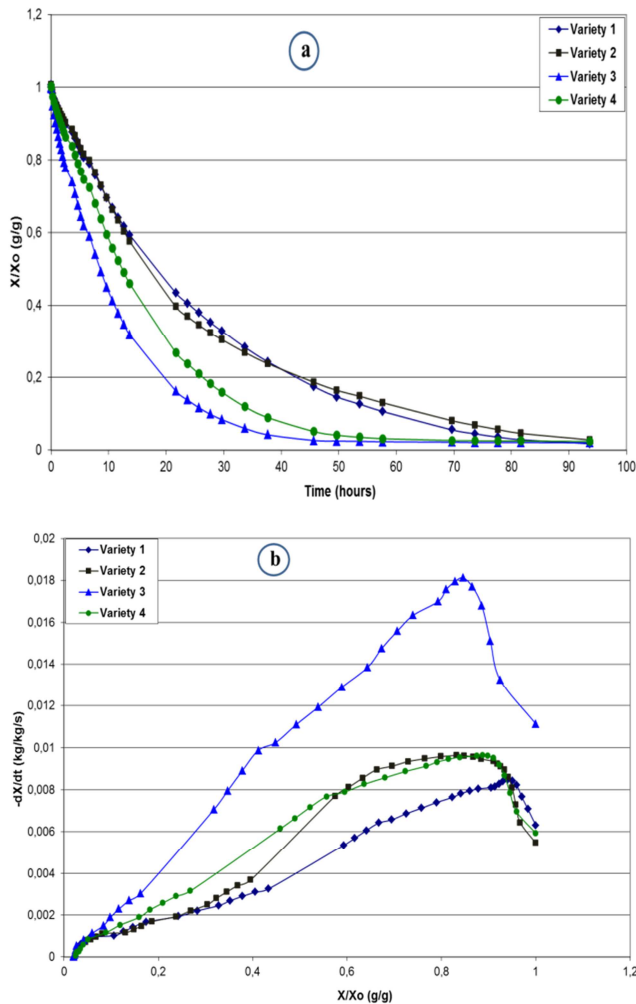 1,2
1
0,8
0,6
0,4
0,2
0
X/Xo (g/g)
a
Variety 1
Variety 2
Variety 3
Variety 4
0 10 20 30 40 50 60 70 80 90 100
Time (hours)
0,02
0,018
0,016
0,014
0,012
0,01
0,008
0,006
0,004
0,002
0
-dX/dt (kg/kg/s)
Variety 1
Variety 2
Variety 3
Variety 4
b
0 0,2 0,4 0,6 0,8 1 1,2
X/Xo (g/g)